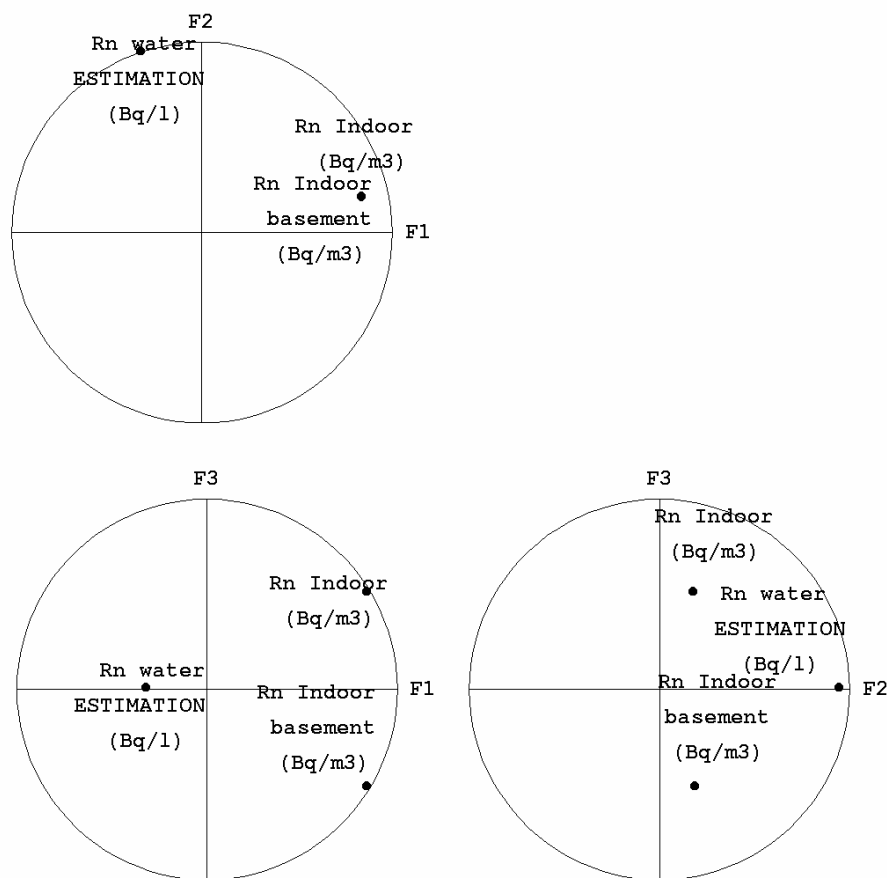 F2
Rn water
ESTIMATION
(Bq/l)
Rn Indoor
(Bq/m3)
Rn Indoor
basement
(Bq/m3)
F1
F3
Rn Indoor
(Bq/m3)
Rn water
ESTIMATION
(Bq/l)
Rn Indoor
basement
(Bq/m3)
F1
F3
Rn Indoor
(Bq/m3)
Rn water
ESTIMATION
(Bq/l)
Rn Indoor
basement
(Bq/m3)
F2